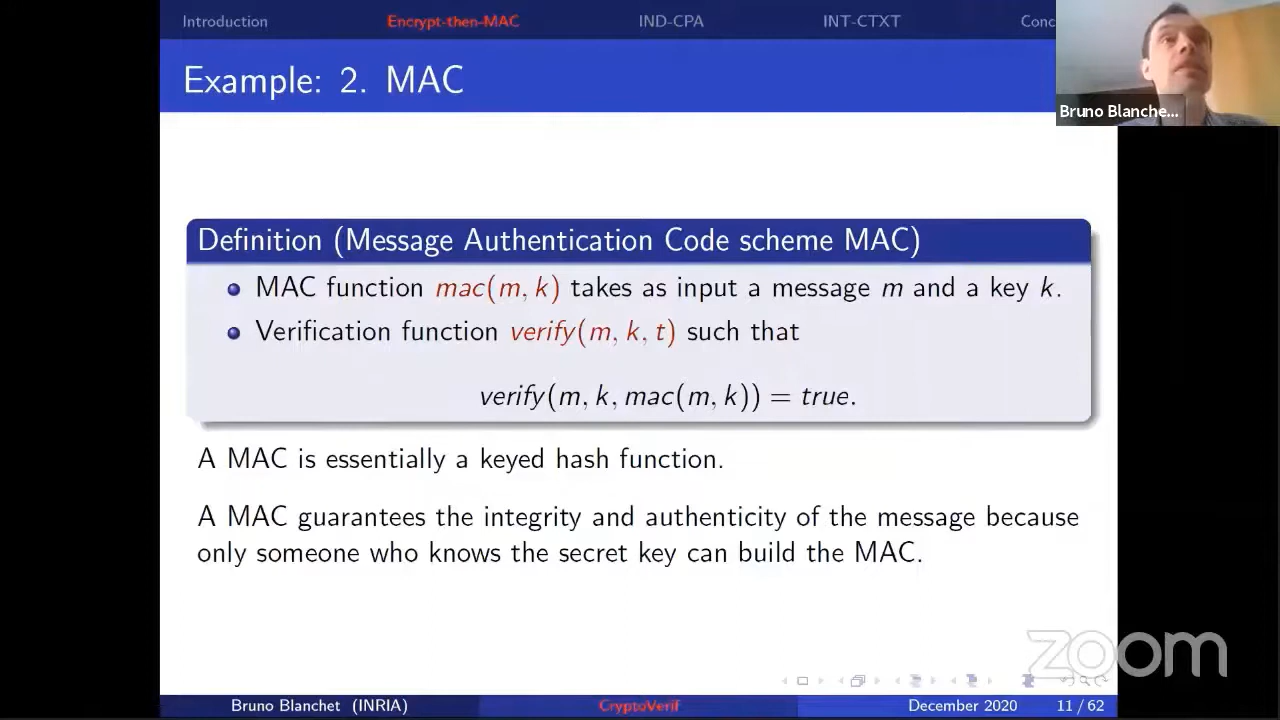 Introduction Encrypt-then-MAC IND-CPA INT-CTXT Conc
Example: 2. MAC
Bruno Blanche...
Definition (Message Authentication Code scheme MAC)
MAC function mac(m, k) takes as input a message m and a key k.
Verification function verify(m, k, t) such that
verify(m, k, mac(m, k)) = true.
A MAC is essentially a keyed hash function.
A MAC guarantees the integrity and authenticity of the message because
only someone who knows the secret key can build the MAC.
zoom
Bruno Blanchet (INRIA) CryptoVerif December 2020 11 / 62